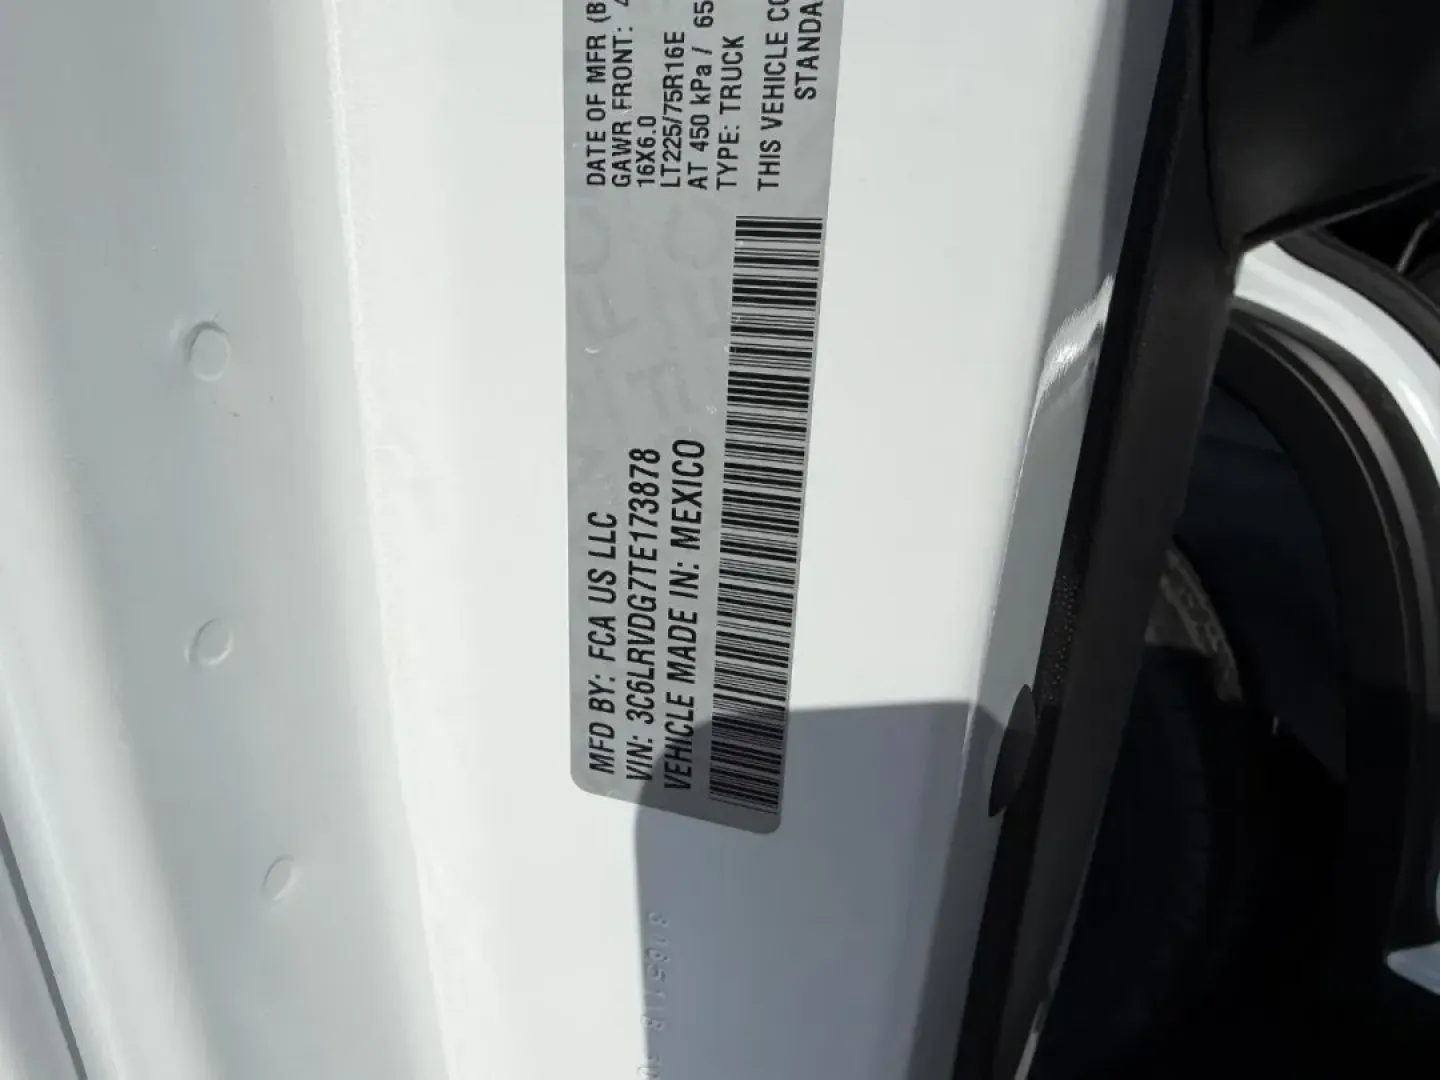 MFD BY: FCA US LLC
VIN: 3C6LRVDG7TE173878
VEHICLE MADE IN: MEXICO
DATE OF MFR
GAWR FRONT:
16X6.0
LT225/75R16E
AT 450 kPa / 65
TYPE: TRUCK
THIS VEHICLE